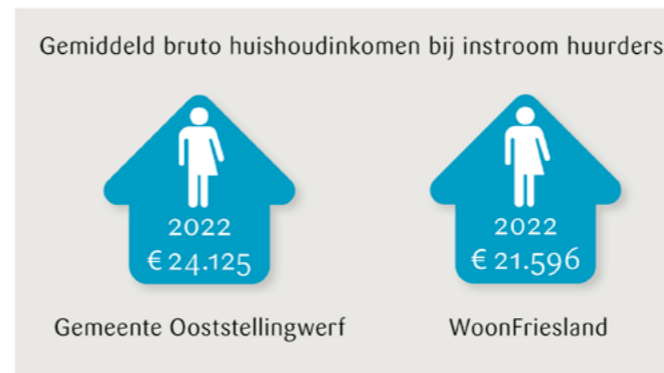 Gemiddeld bruto huishoudinkomen bij instroom huurders
2022
€ 24.125
Gemeente Ooststellingwerf
2022
€ 21.596
WoonFriesland